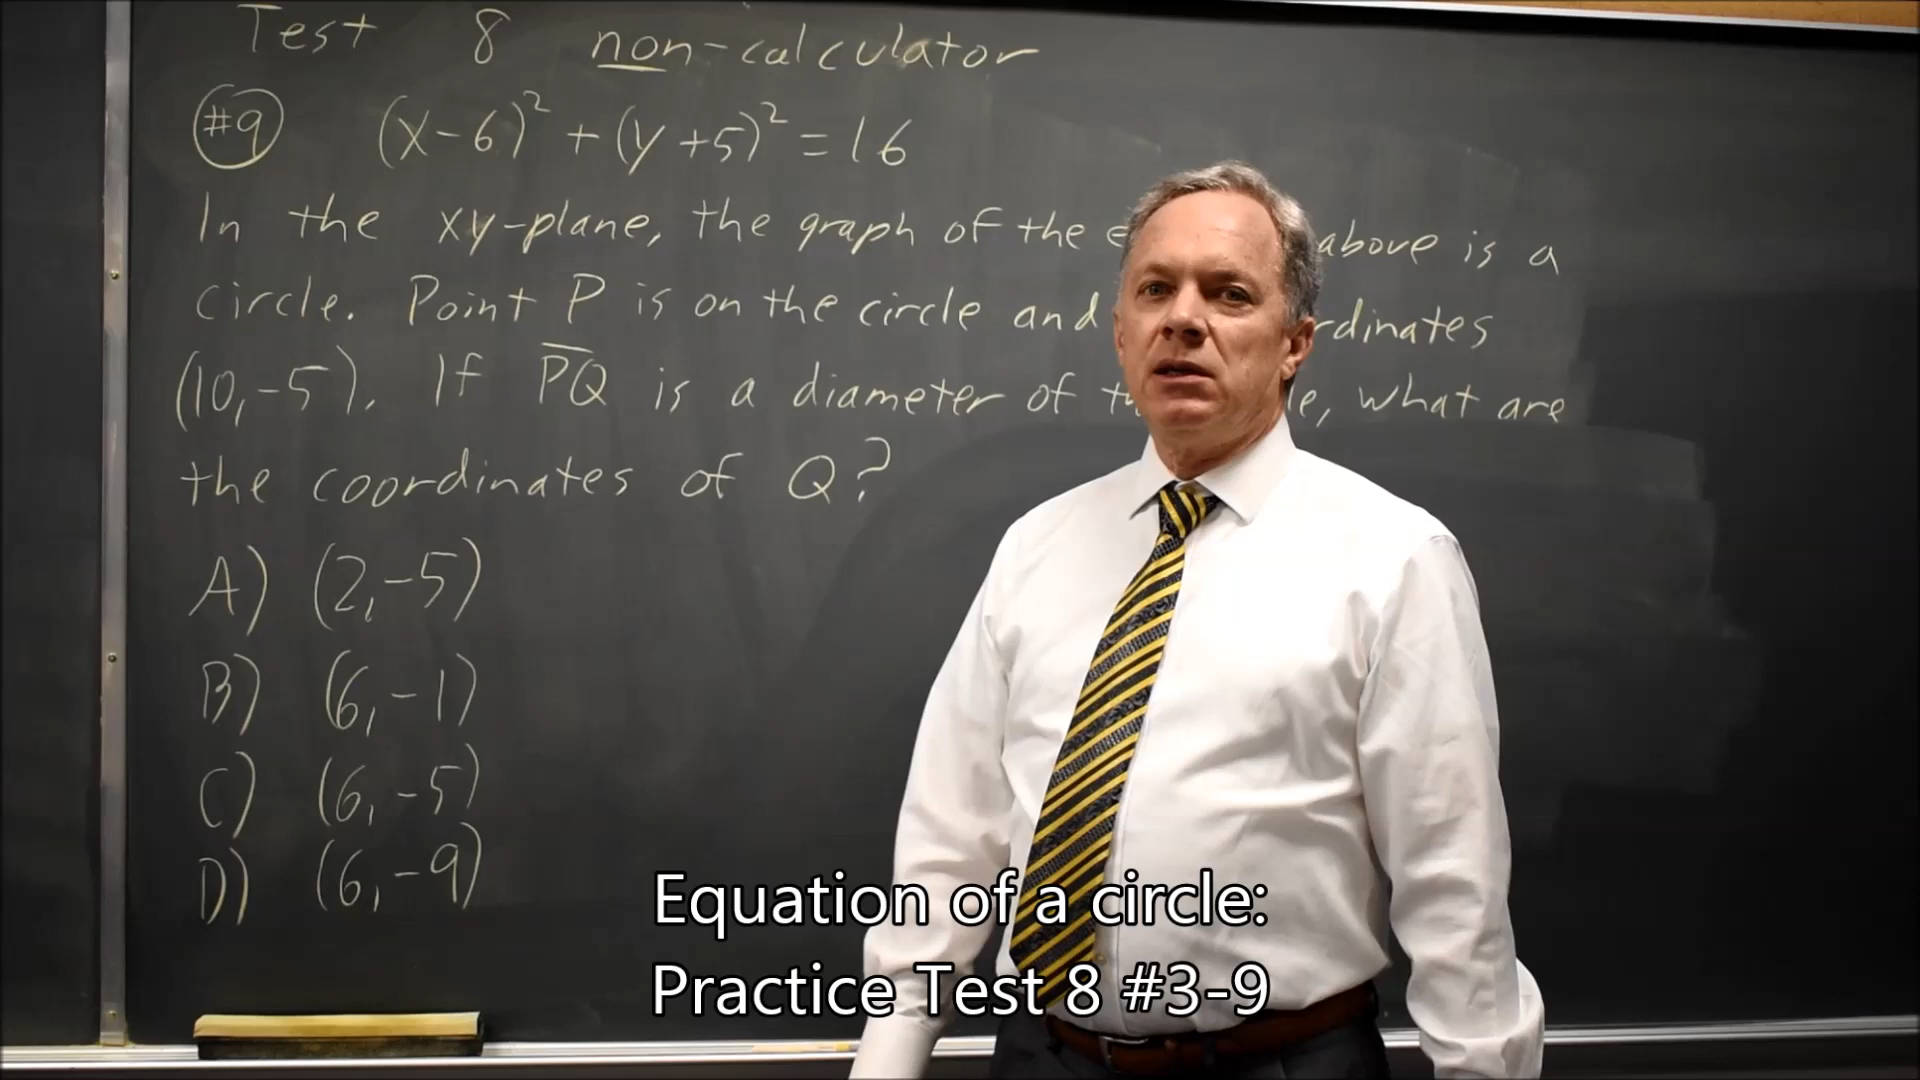 Test 8 non-calculator
#9 (x-6)² + (y+5)² = 16
In the xy-plane, the graph of the above is a
circle. Point P is on the circle and
(10,-5). If PQ is a diameter of what are
the coordinates of Q?
A) (2,-5)
B) (6,-1)
C) (6,-5)
D) (6,-9)
Equation of a circle:
Practice Test 8 #3-9